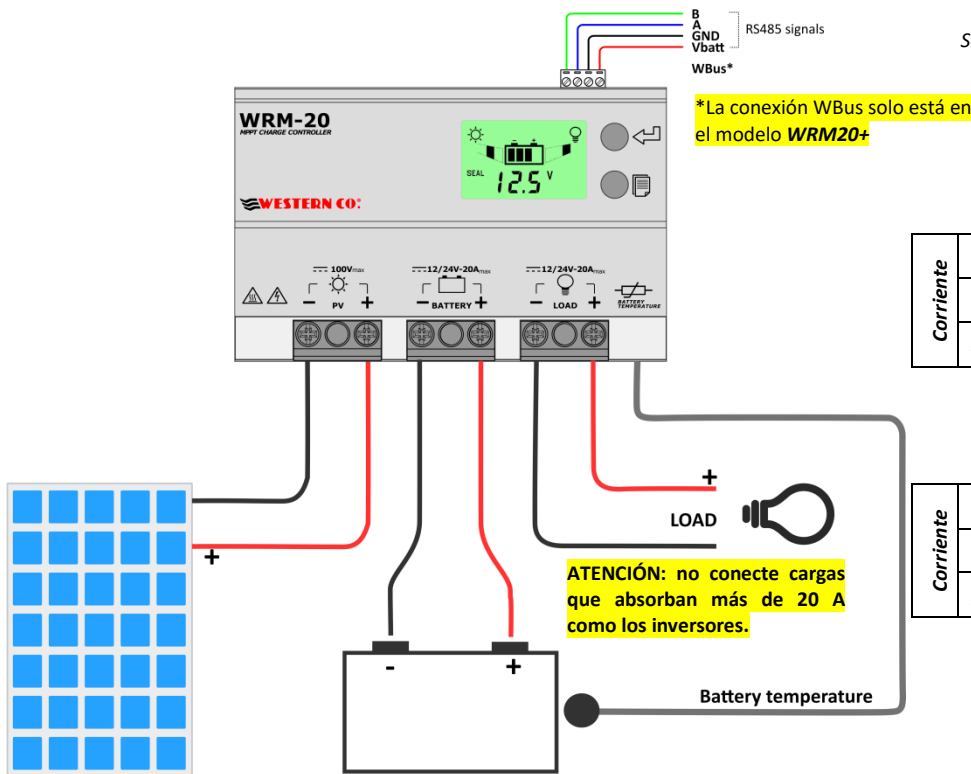 B
A
GND
Vbatt
RS485 signals
WBus*
S
*La conexión WBus solo está en
el modelo WRM20+
WRM-20
MPPT CHARGE CONTROLLER
SEAL
12.5 V
WESTERN CO.
100Vmax
12/24V-20Amax
12/24V-20Amax
- PV +
- BATTERY +
- LOAD +
BATTERY
TEMPERATURE
Corriente
+
LOAD
+
ATENCIÓN: no conecte cargas
que absorban más de 20 A
como los inversores.
Corriente
- +
Battery temperature